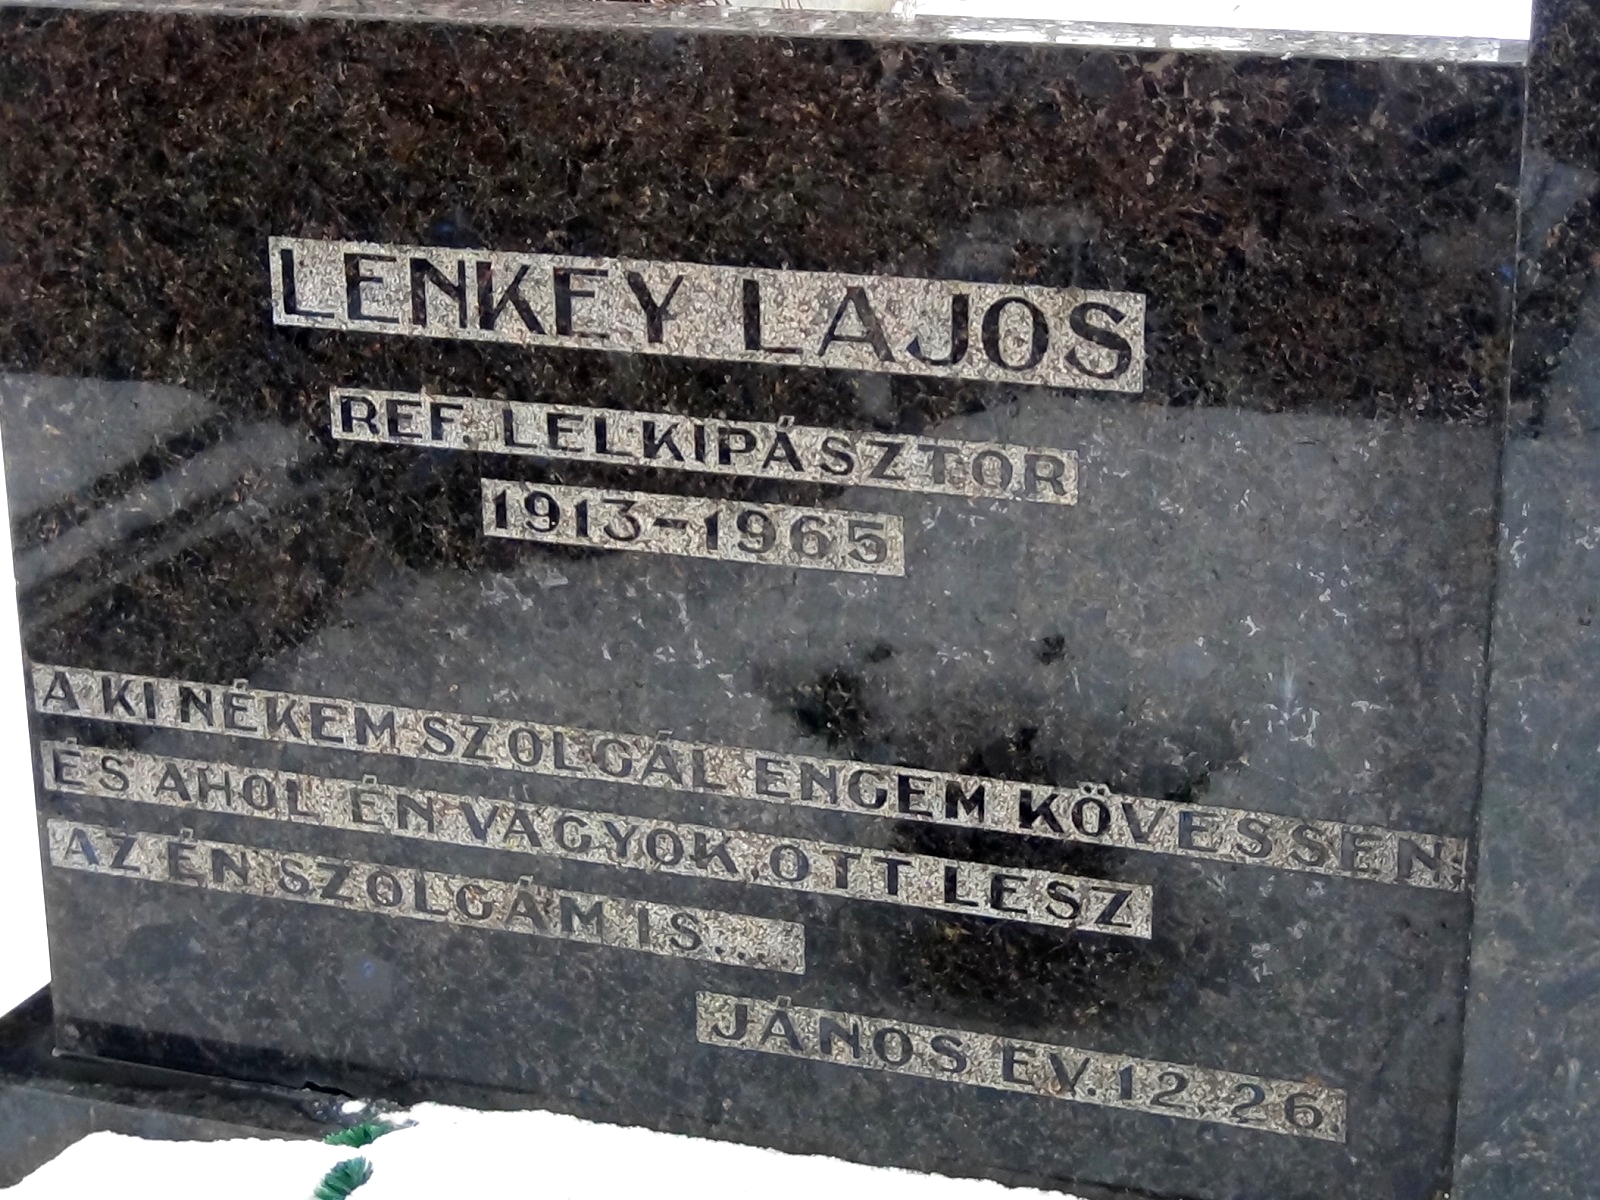 LENKEY LAJOS
REF. LELKIPÁSZTOR
1913-1965
A KI NÉKEM SZOLGÁL ENGEM KÖVESSEN,
ÉS AHOL ÉN VAGYOK, OTT LESZ
AZ ÉN SZOLGÁM IS....
JÁNOS EV. 12. 26